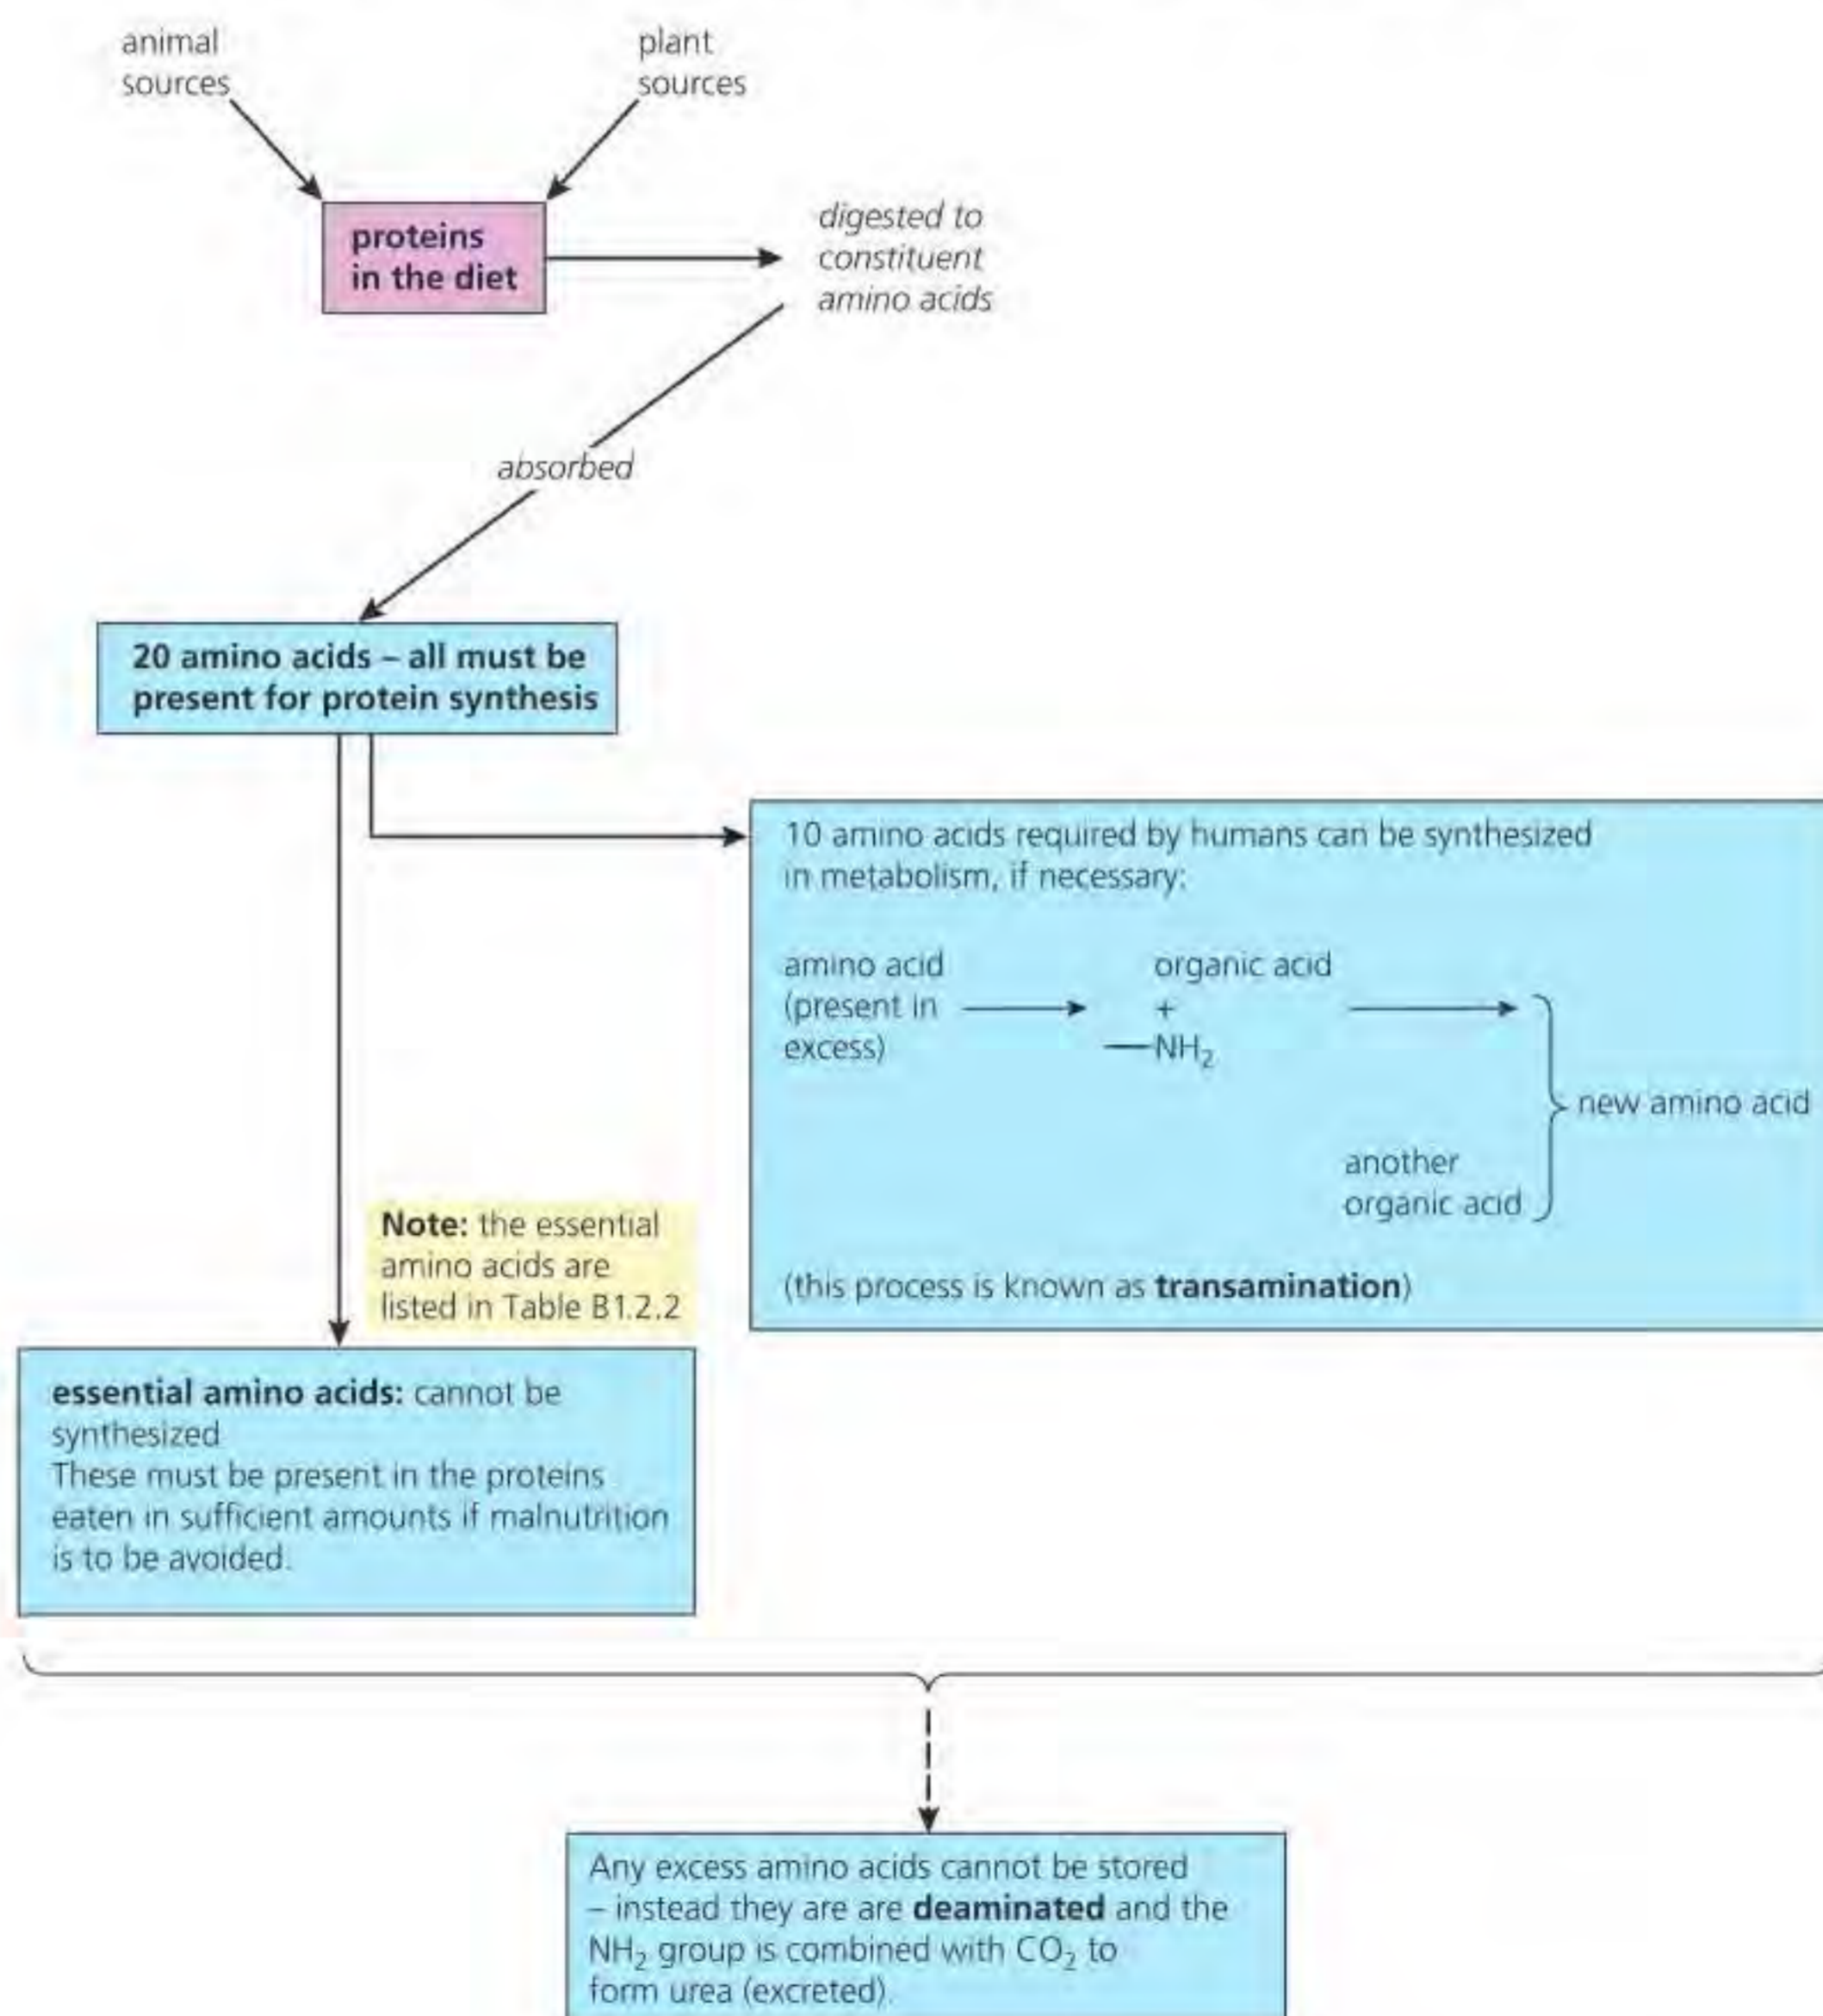 animal
sources
plant
sources
proteins
in the diet
digested to
constituent
amino acids
absorbed
20 amino acids – all must be
present for protein synthesis
10 amino acids required by humans can be synthesized
in metabolism, if necessary:
amino acid
(present in
excess)
organic acid
+
—NH₂
another
organic acid
new amino acid
(this process is known as transamination)
Note: the essential
amino acids are
listed in Table B1.2.2
essential amino acids: cannot be
synthesized
These must be present in the proteins
eaten in sufficient amounts if malnutrition
is to be avoided.
Any excess amino acids cannot be stored
– instead they are are deaminated and the
NH₂ group is combined with CO₂ to
form urea (excreted).